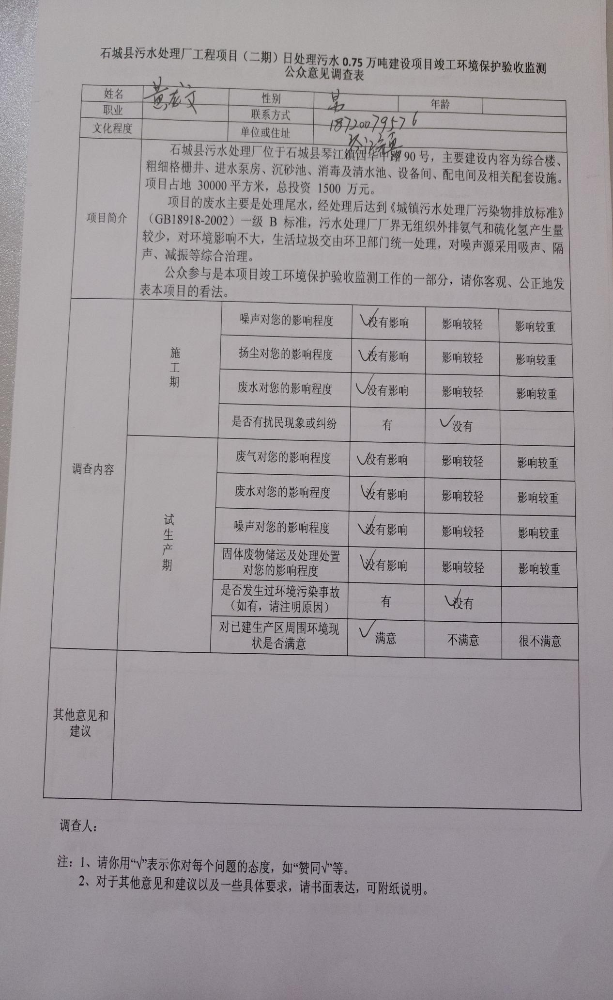 石城县污水处理厂工程项目（二期）日处理污水 0.75 万吨建设项目竣工环境保护验收监测
公众意见调查表
姓名 黄 文 性别 男 年龄
职业 联系方式 18720079576
文化程度 单位或住址 琴江镇
项目简介
石城县污水处理厂位于石城县琴江镇西华中路 90 号，主要建设内容为综合楼、
粗细格栅井、进水泵房、沉砂池、消毒及清水池、设备间、配电间及相关配套设施。
项目占地 30000 平方米，总投资 1500 万元。
项目的废水主要是处理尾水，经处理后达到《城镇污水处理厂污染物排放标准》
（GB18918-2002）一级 B 标准，污水处理厂厂界无组织外排氨气和硫化氢产生量
较少，对环境影响不大，生活垃圾交由环卫部门统一处理，对噪声源采用吸声、隔
声、减振等综合治理。
公众参与是本项目竣工环境保护验收监测工作的一部分，请你客观、公正地发
表本项目的看法。
调查内容
施工期
噪声对您的影响程度 √没有影响 影响较轻 影响较重
扬尘对您的影响程度 √没有影响 影响较轻 影响较重
废水对您的影响程度 √没有影响 影响较轻 影响较重
是否有扰民现象或纠纷 有 √没有
试生产期
废气对您的影响程度 √没有影响 影响较轻 影响较重
废水对您的影响程度 √没有影响 影响较轻 影响较重
噪声对您的影响程度 √没有影响 影响较轻 影响较重
固体废物储运及处理处置
对您的影响程度 √没有影响 影响较轻 影响较重
是否发生过环境污染事故
（如有，请注明原因） 有 √没有
对已建生产区周围环境现
状是否满意 √满意 不满意 很不满意
其他意见和
建议
调查人：
注：1、请你用“√”表示你对每个问题的态度，如“赞同√”等。
2、对于其他意见和建议以及一些具体要求，请书面表达，可附纸说明。